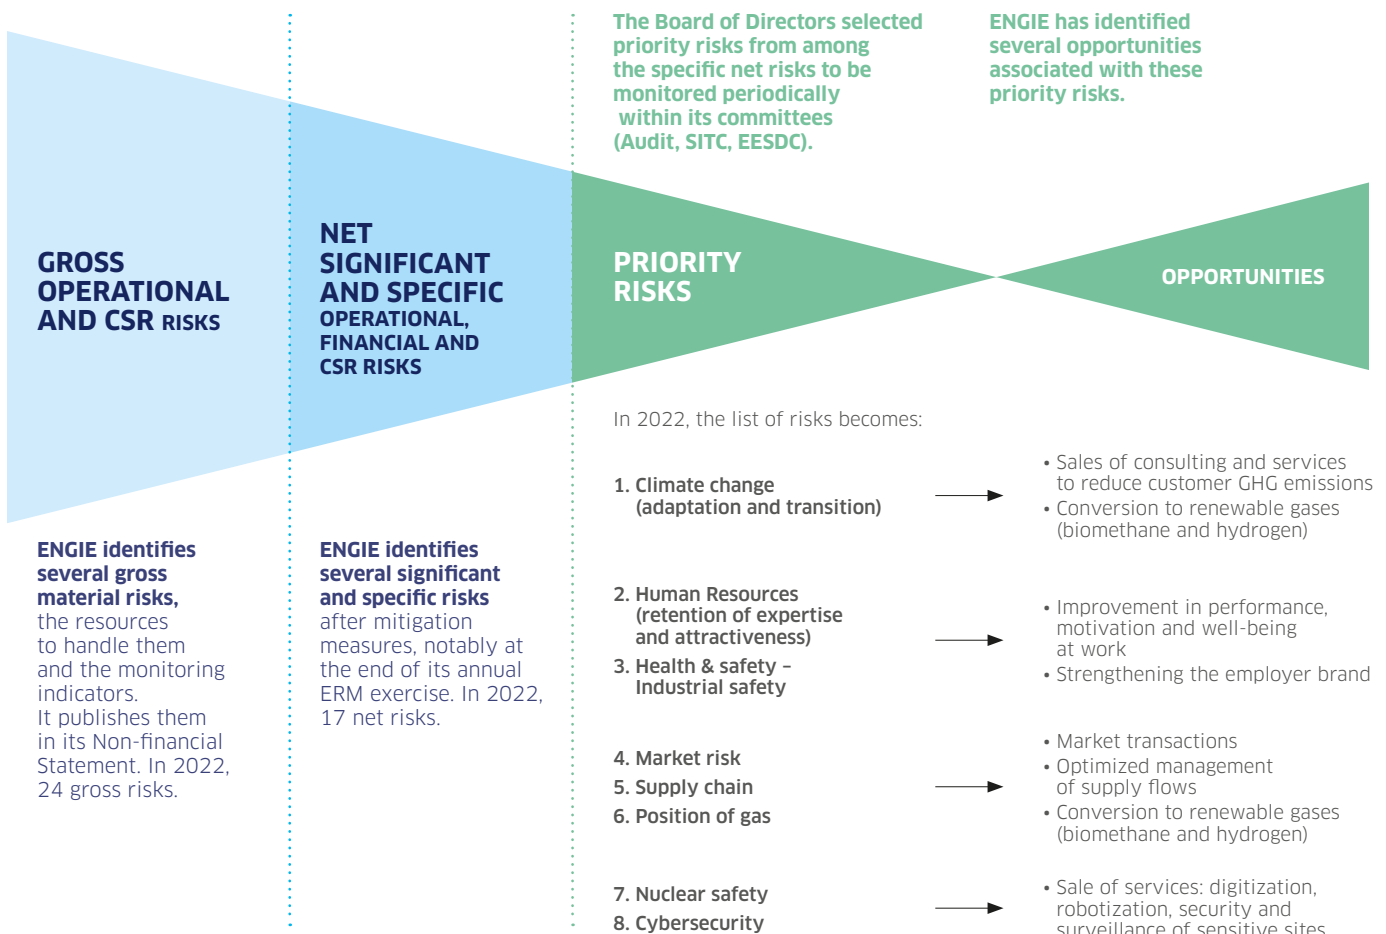 The Board of Directors selected
priority risks from among
the specific net risks to be
monitored periodically
within its committees
(Audit, SITC, EESDC).
ENGIE has identified
several opportunities
associated with these
priority risks.
GROSS
OPERATIONAL
AND CSR RISKS
NET
SIGNIFICANT
AND SPECIFIC
OPERATIONAL,
FINANCIAL AND
CSR RISKS
PRIORITY
RISKS
OPPORTUNITIES
ENGIE identifies
several gross
material risks,
the resources
to handle them
and the monitoring
indicators.
It publishes them
in its Non-financial
Statement. In 2022,
24 gross risks.
ENGIE identifies
several significant
and specific risks
after mitigation
measures, notably at
the end of its annual
ERM exercise. In 2022,
17 net risks.
In 2022, the list of risks becomes:
1. Climate change
(adaptation and transition)
• Sales of consulting and services
to reduce customer GHG emissions
• Conversion to renewable gases
(biomethane and hydrogen)
2. Human Resources
(retention of expertise
and attractiveness)
3. Health & safety –
Industrial safety
• Improvement in performance,
motivation and well-being
at work
• Strengthening the employer brand
4. Market risk
5. Supply chain
6. Position of gas
• Market transactions
• Optimized management
of supply flows
• Conversion to renewable gases
(biomethane and hydrogen)
7. Nuclear safety
8. Cybersecurity
• Sale of services: digitization,
robotization, security and
surveillance of sensitive sites